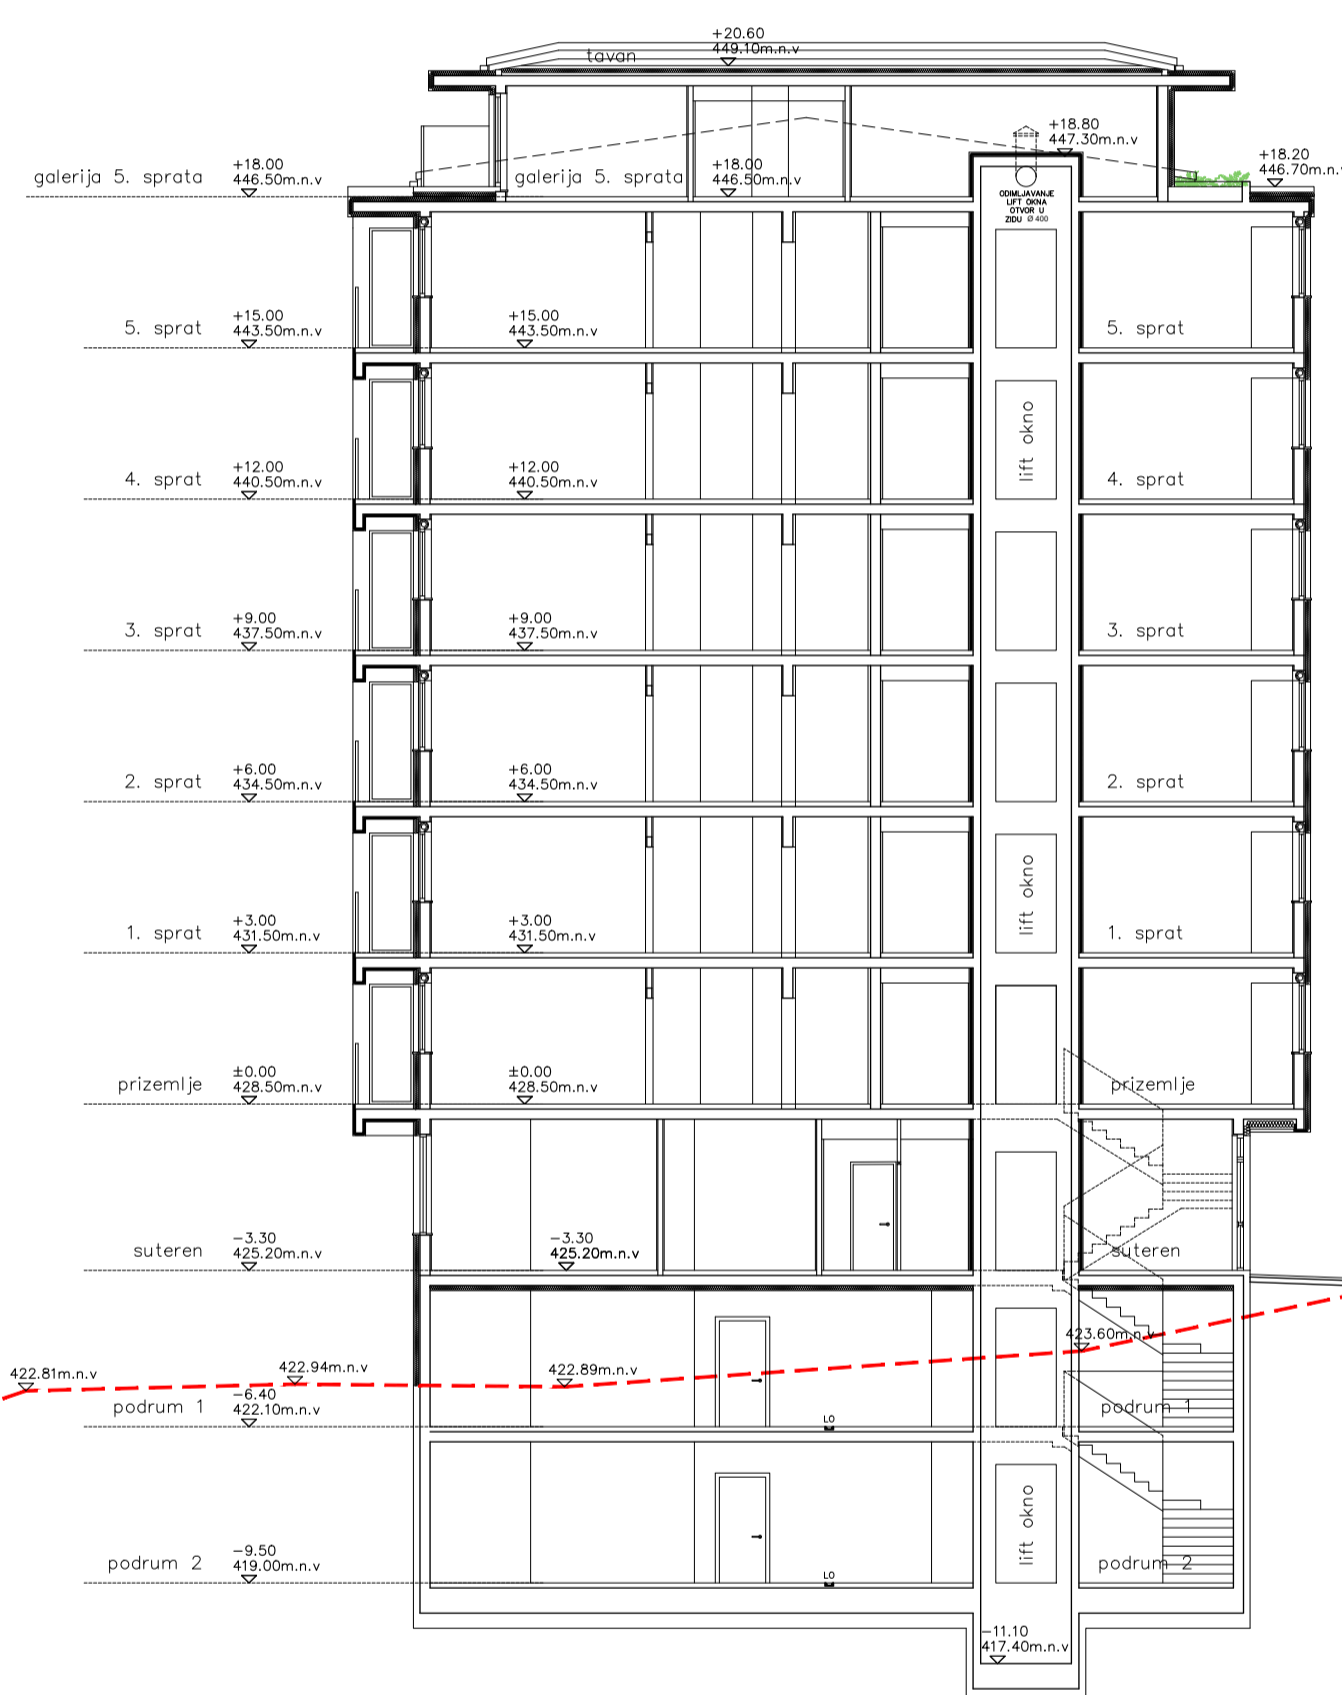 +20.60
449.10m.n.v
tavan
+18.80
447.30m.n.v
+18.20
446.70m.n.v
galerija 5. sprata
+18.00
446.50m.n.v
galerija 5. sprata
+18.00
446.50m.n.v
ODIMLJAVANJE
LIFT OKNA
OTVOR U
ZIDU Ø400
5. sprat
+15.00
443.50m.n.v
+15.00
443.50m.n.v
5. sprat
lift okno
4. sprat
+12.00
440.50m.n.v
+12.00
440.50m.n.v
4. sprat
3. sprat
+9.00
437.50m.n.v
+9.00
437.50m.n.v
3. sprat
2. sprat
+6.00
434.50m.n.v
+6.00
434.50m.n.v
2. sprat
lift okno
1. sprat
+3.00
431.50m.n.v
+3.00
431.50m.n.v
1. sprat
prizemlje
±0.00
428.50m.n.v
±0.00
428.50m.n.v
prizemlje
suteren
−3.30
425.20m.n.v
−3.30
425.20m.n.v
suteren
423.60m.n.v
422.81m.n.v
422.94m.n.v
422.89m.n.v
podrum 1
−6.40
422.10m.n.v
LO
podrum 1
lift okno
podrum 2
−9.50
419.00m.n.v
LO
podrum 2
−11.10
417.40m.n.v